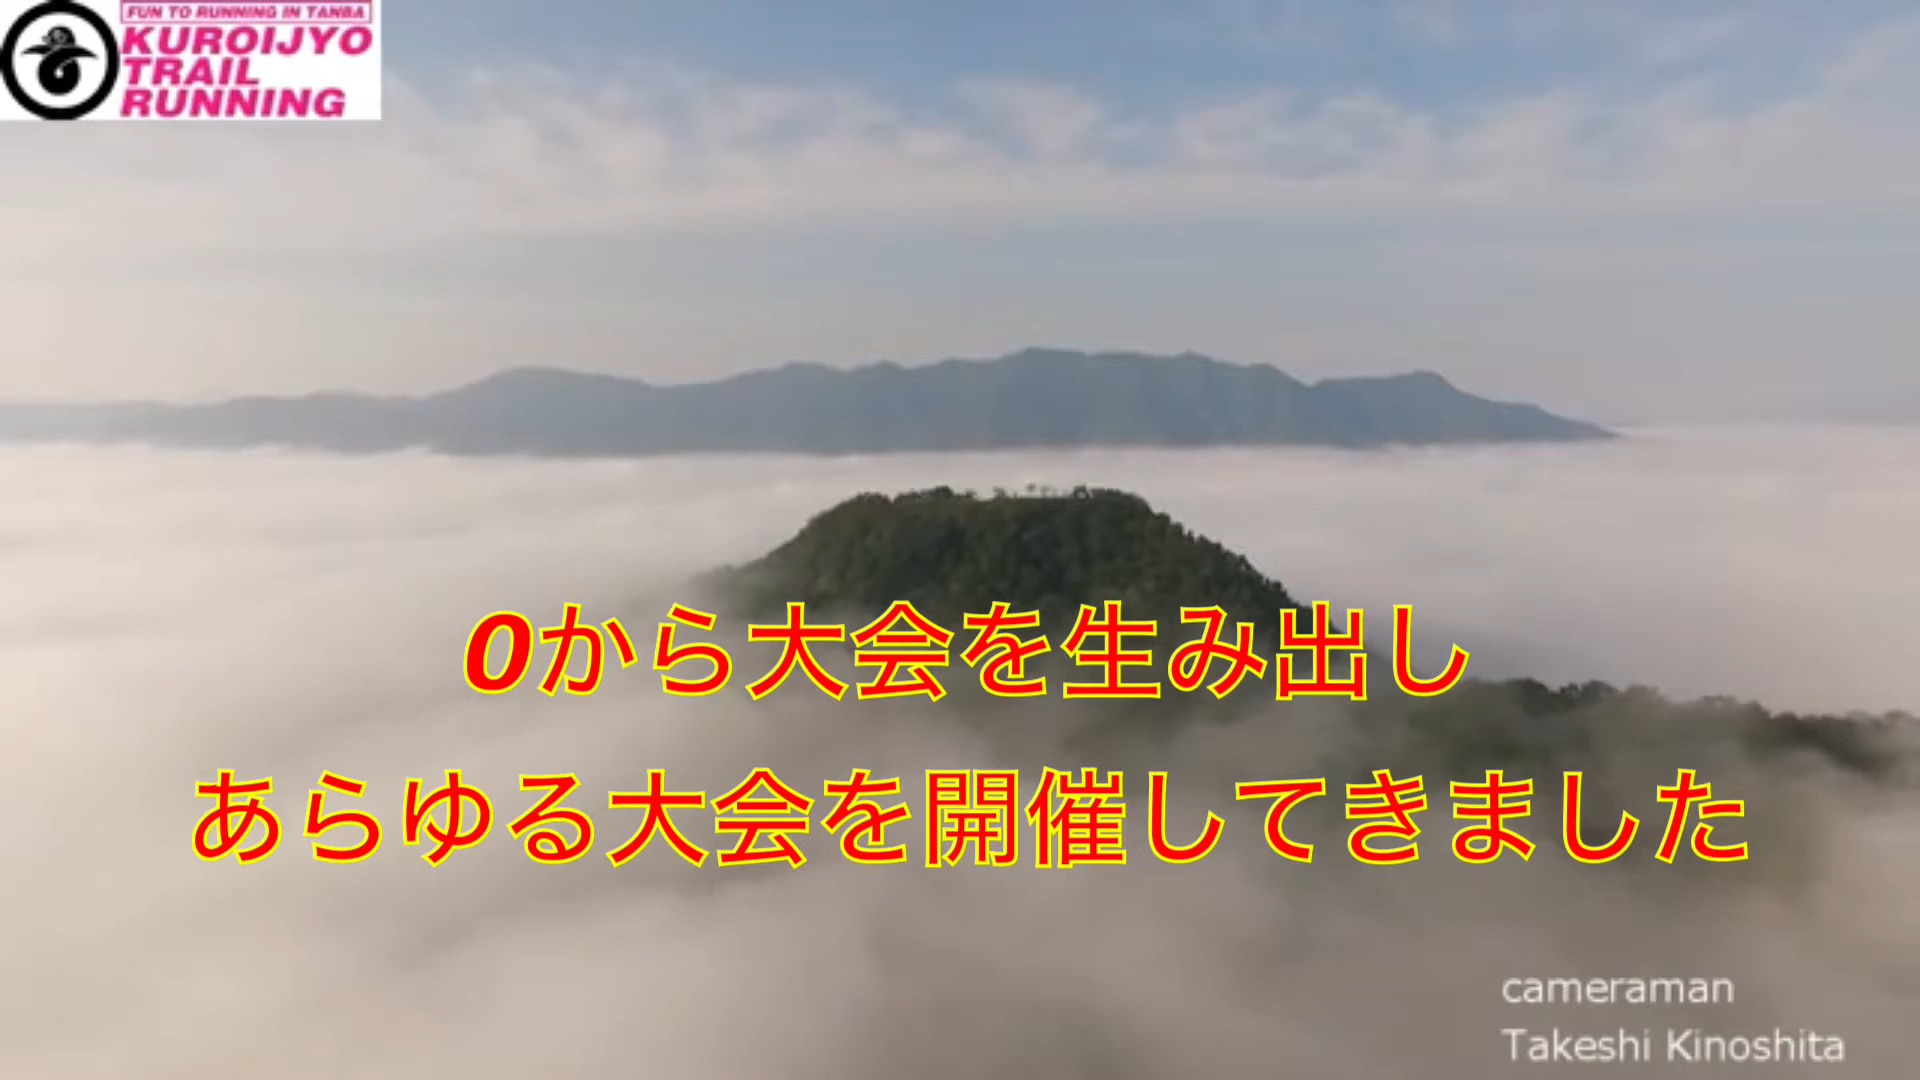 FUN TO RUNNING IN TANBA
KUROIJYO
TRAIL
RUNNING
0から大会を生み出し
あらゆる大会を開催してきました
cameraman
Takeshi Kinoshita